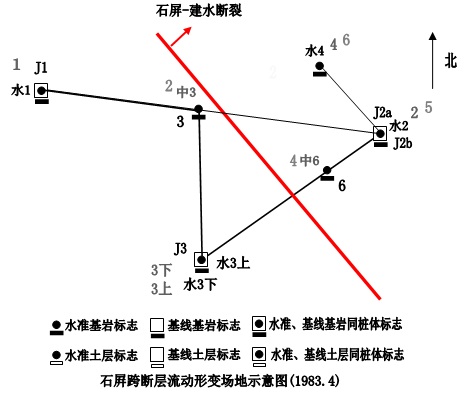 石屏-建水断裂
水4 4 6
北
1 J1
水1
2 中3
3
J2a
水2 2 5
J2b
4 中6
6
J3
水3上
3下
3上
水3下
水准基岩标志 基线基岩标志 水准、基线基岩同桩体标志
水准土层标志 基线土层标志 水准、基线土层同桩体标志
石屏跨断层流动形变场地示意图(1983.4)